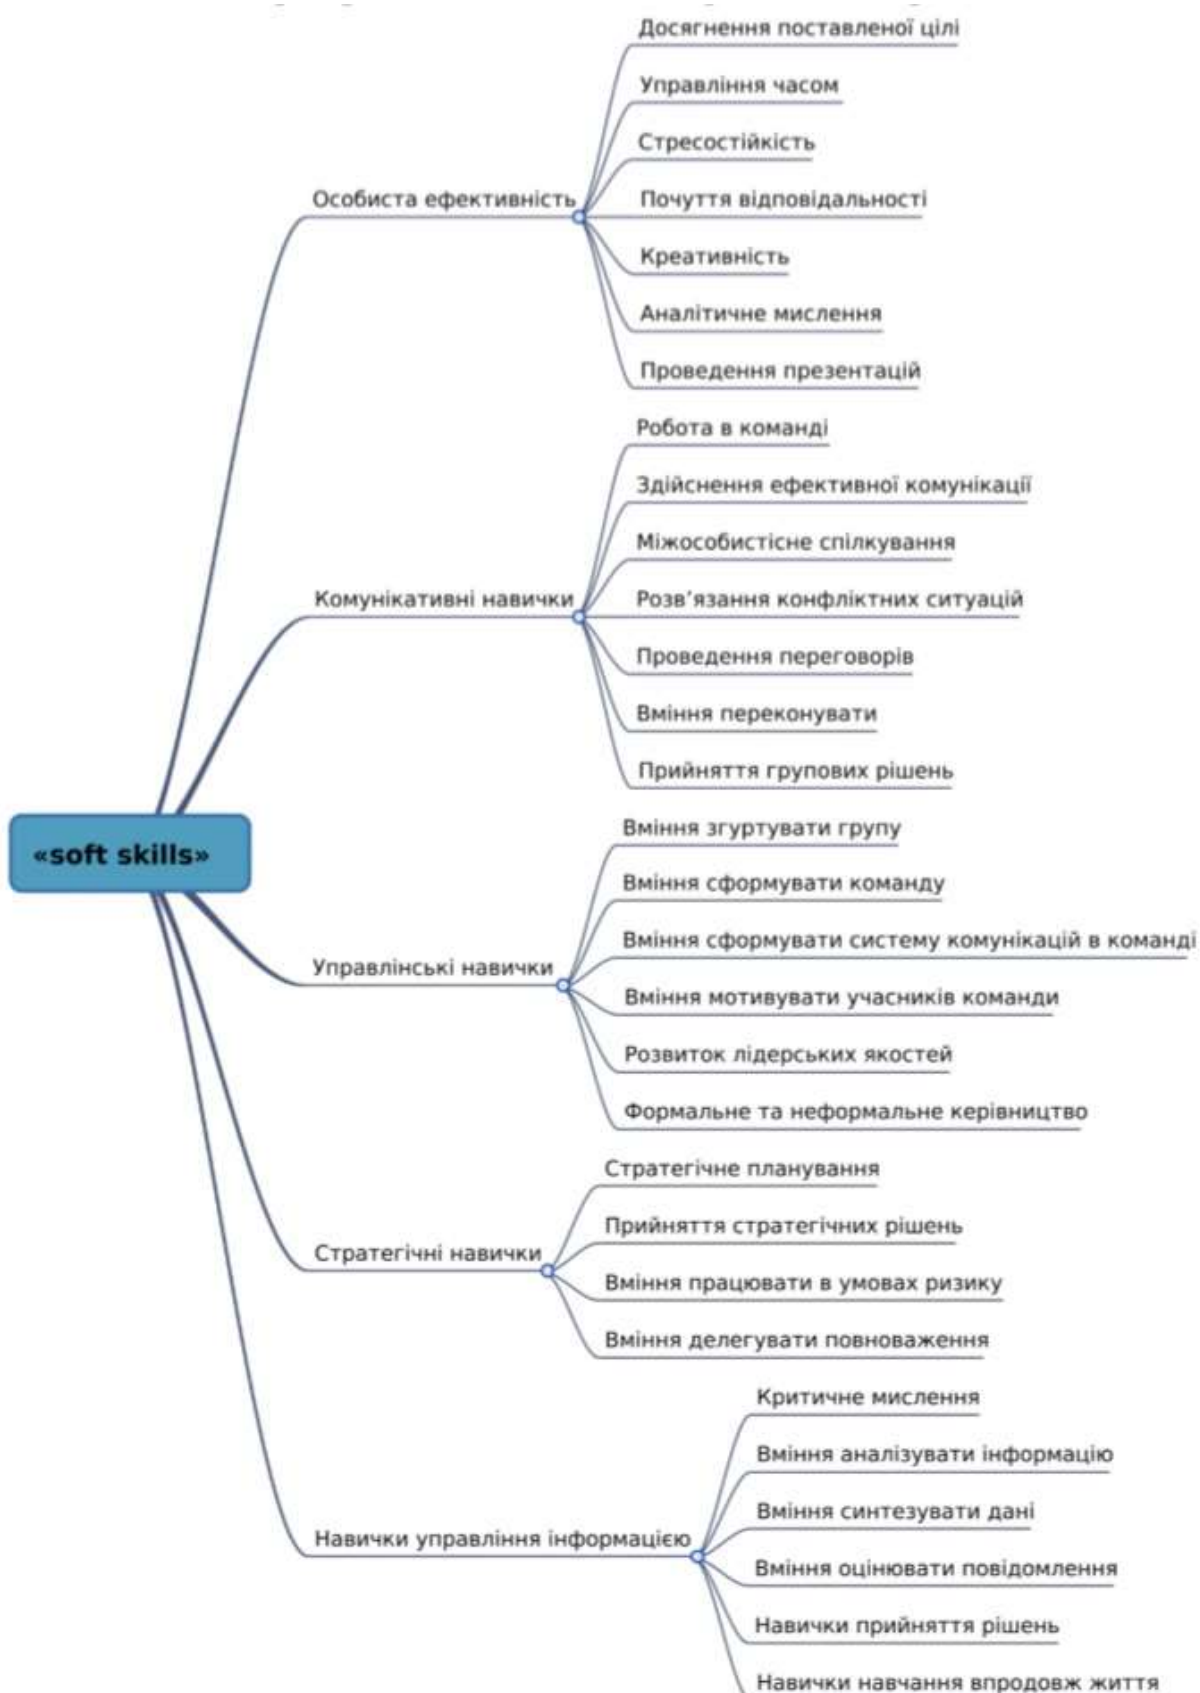 «soft skills»
Особиста ефективність
Досягнення поставленої цілі
Управління часом
Стресостійкість
Почуття відповідальності
Креативність
Аналітичне мислення
Проведення презентацій
Комунікативні навички
Робота в команді
Здійснення ефективної комунікації
Міжособистісне спілкування
Розв’язання конфліктних ситуацій
Проведення переговорів
Вміння переконувати
Прийняття групових рішень
Управлінські навички
Вміння згуртувати групу
Вміння сформувати команду
Вміння сформувати систему комунікацій в команді
Вміння мотивувати учасників команди
Розвиток лідерських якостей
Формальне та неформальне керівництво
Стратегічні навички
Стратегічне планування
Прийняття стратегічних рішень
Вміння працювати в умовах ризику
Вміння делегувати повноваження
Навички управління інформацією
Критичне мислення
Вміння аналізувати інформацію
Вміння синтезувати дані
Вміння оцінювати повідомлення
Навички прийняття рішень
Навички навчання впродовж життя